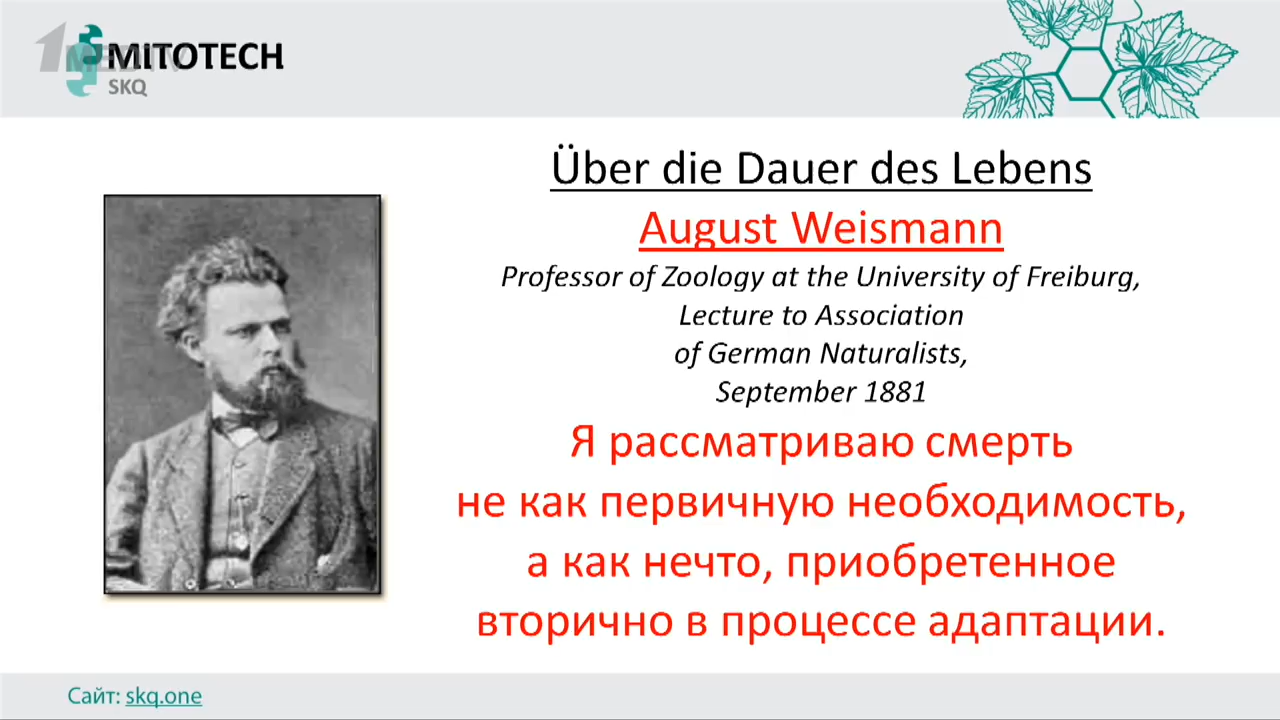 MITOTECH
SKQ
Über die Dauer des Lebens
August Weismann
Professor of Zoology at the University of Freiburg,
Lecture to Association
of German Naturalists,
September 1881
Я рассматриваю смерть
не как первичную необходимость,
а как нечто, приобретенное
вторично в процессе адаптации.
Сайт: skq.one